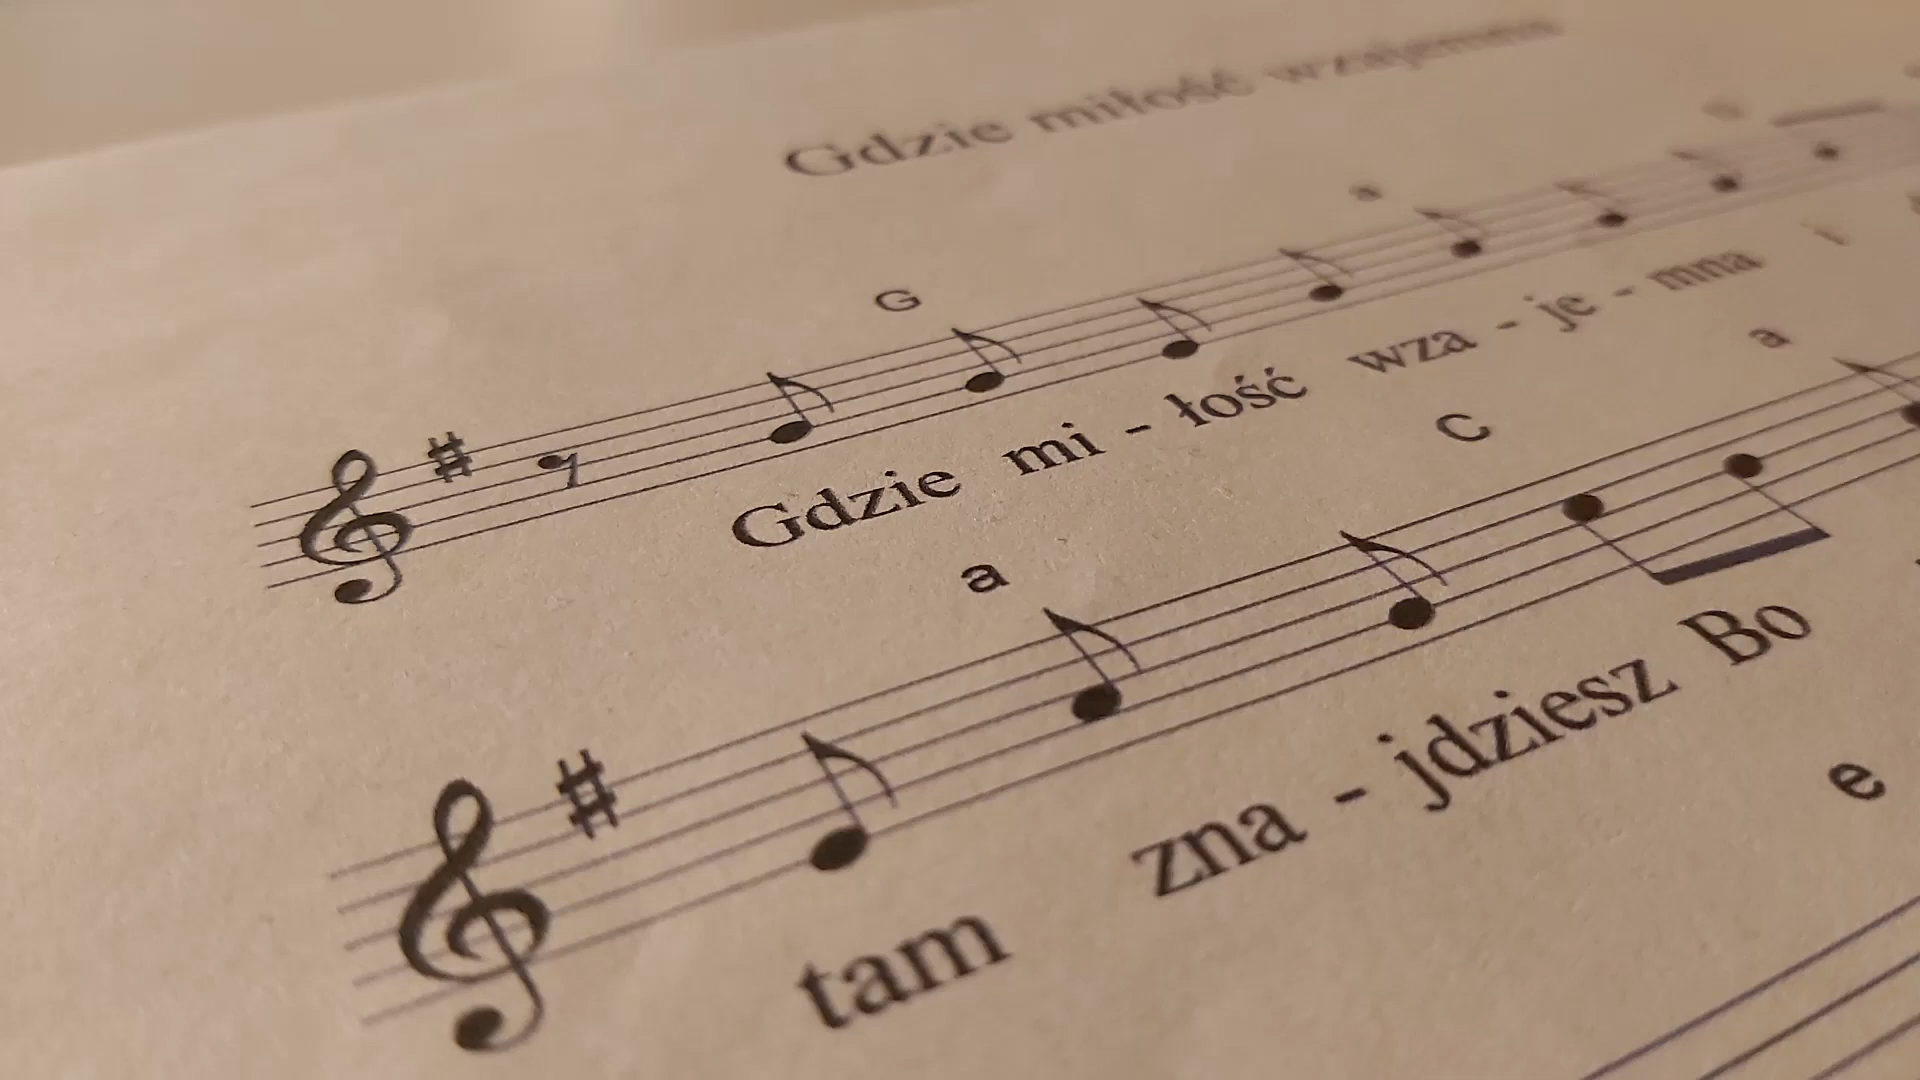 Gdzie miłość wzajemna
G a
Gdzie mi - łość wza - je - mna i
a C a
tam zna - jdziesz Bo
e